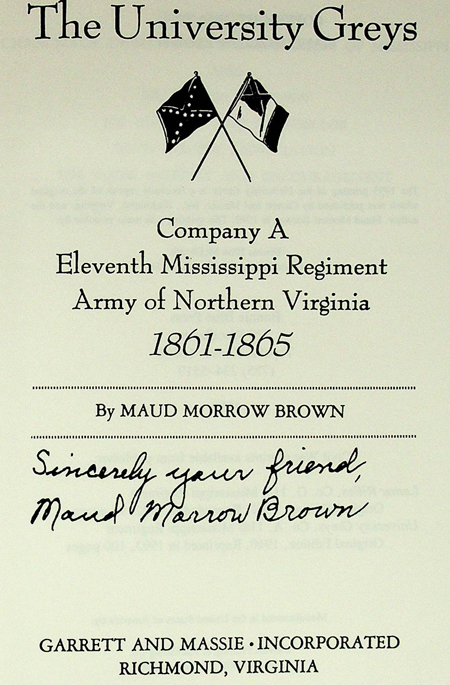 The University Greys
Company A
Eleventh Mississippi Regiment
Army of Northern Virginia
1861-1865
By MAUD MORROW BROWN
Sincerely your friend,
Maud Morrow Brown
GARRETT AND MASSIE • INCORPORATED
RICHMOND, VIRGINIA